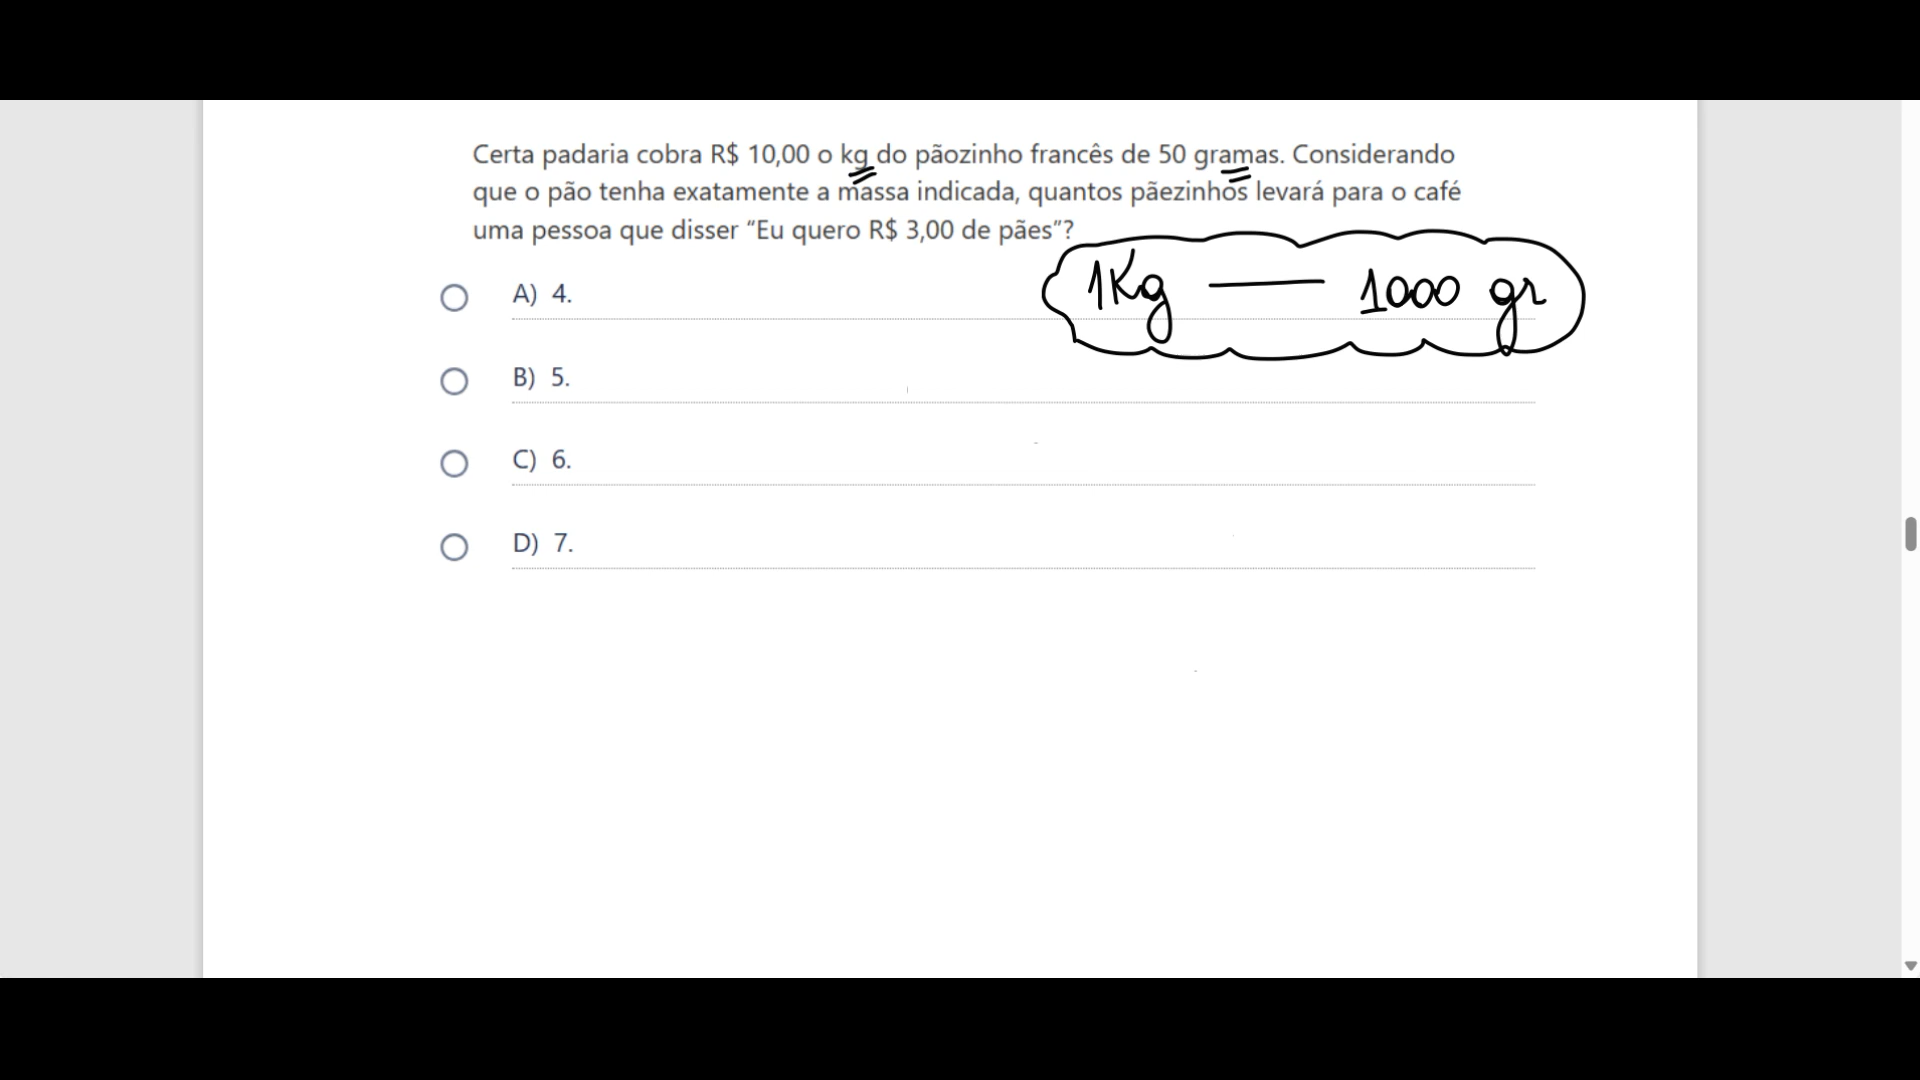 Certa padaria cobra R$ 10,00 o kg do pãozinho francês de 50 gramas. Considerando
que o pão tenha exatamente a massa indicada, quantos pãezinhos levará para o café
uma pessoa que disser “Eu quero R$ 3,00 de pães”?
1Kg — 1000 gr
A) 4.
B) 5.
C) 6.
D) 7.